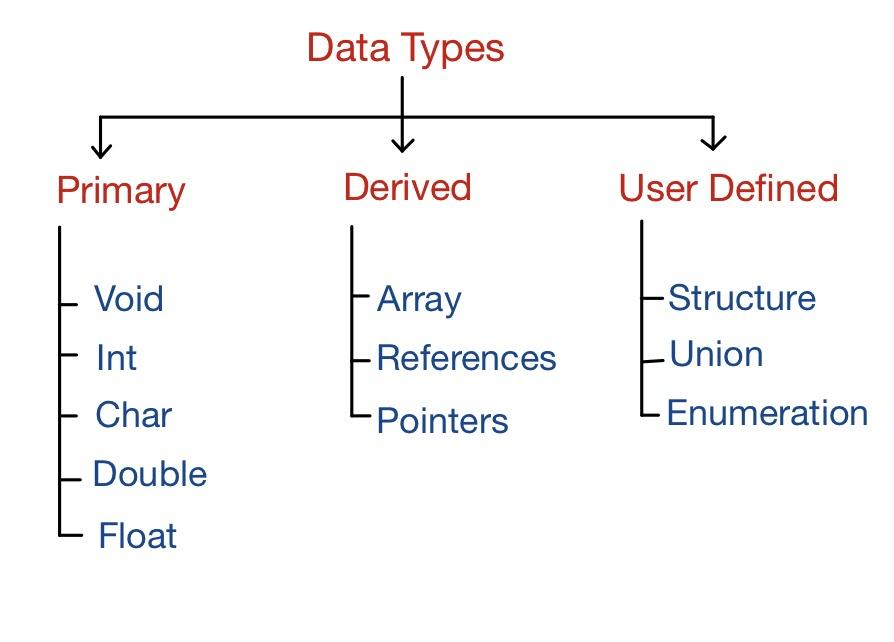 Data Types
Primary
Void
Int
Char
Double
Float
Derived
Array
References
Pointers
User Defined
Structure
Union
Enumeration